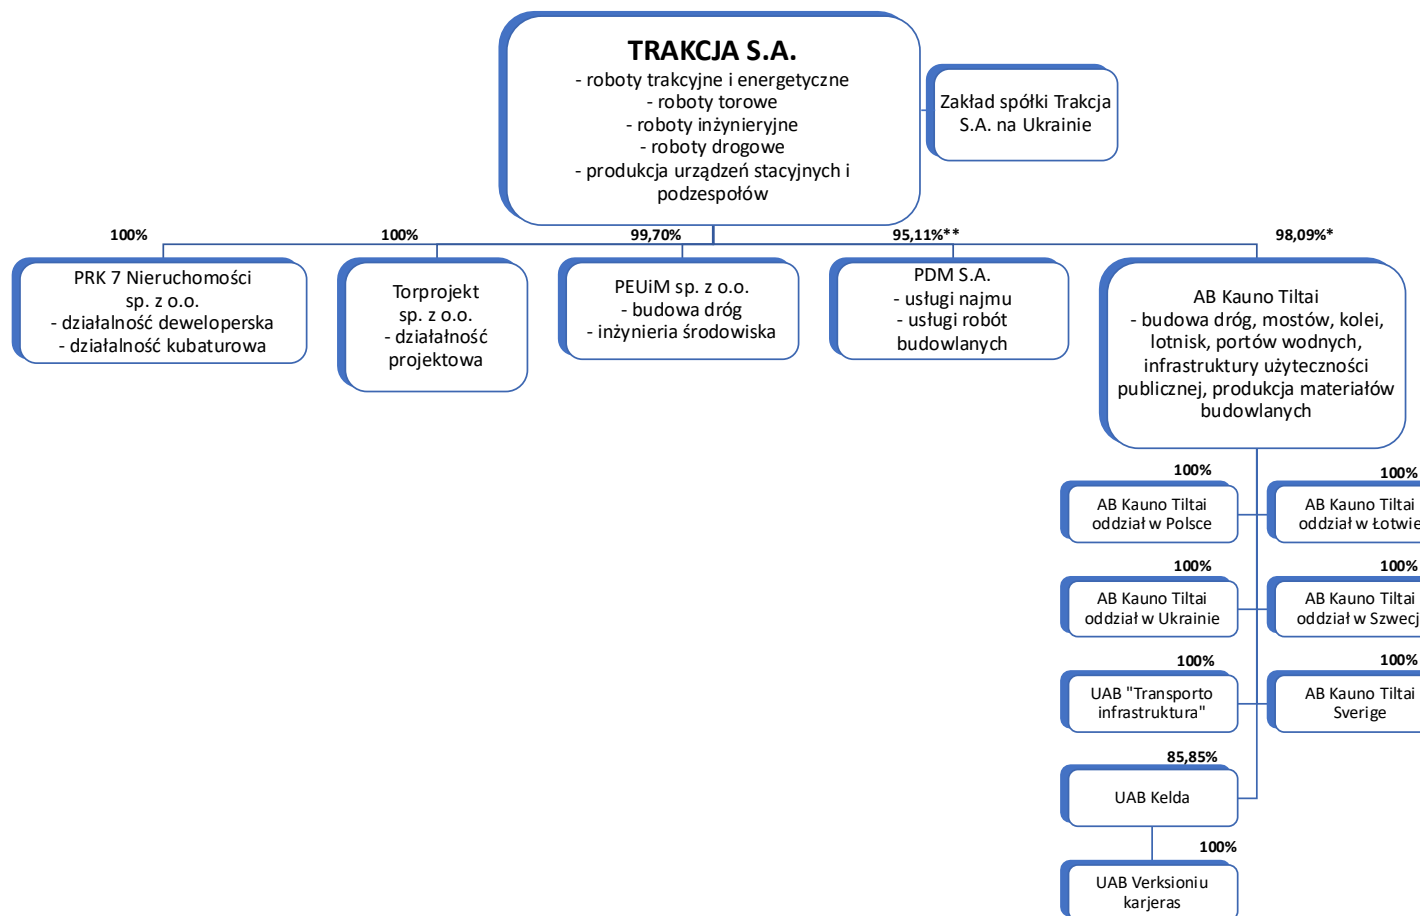 TRAKCJA S.A.
- roboty trakcyjne i energetyczne
- roboty torowe
- roboty inżynieryjne
- roboty drogowe
- produkcja urządzeń stacyjnych i
podzespołów
Zakład spółki Trakcja
S.A. na Ukrainie
100%
100%
99,70%
95,11%**
98,09%*
PRK 7 Nieruchomości
sp. z o.o.
- działalność deweloperska
- działalność kubaturowa
Torprojekt
sp. z o.o.
- działalność
projektowa
PEUiM sp. z o.o.
- budowa dróg
- inżynieria środowiska
PDM S.A.
- usługi najmu
- usługi robót
budowlanych
AB Kauno Tiltai
- budowa dróg, mostów, kolei,
lotnisk, portów wodnych,
infrastruktury użyteczności
publicznej, produkcja materiałów
budowlanych
100%
100%
AB Kauno Tiltai
oddział w Polsce
AB Kauno Tiltai
oddział w Łotwie
100%
100%
AB Kauno Tiltai
oddział w Ukrainie
AB Kauno Tiltai
oddział w Szwecj
100%
100%
UAB "Transporto
infrastruktura"
AB Kauno Tiltai
Sverige
85,85%
UAB Kelda
100%
UAB Verksioniu
karjeras